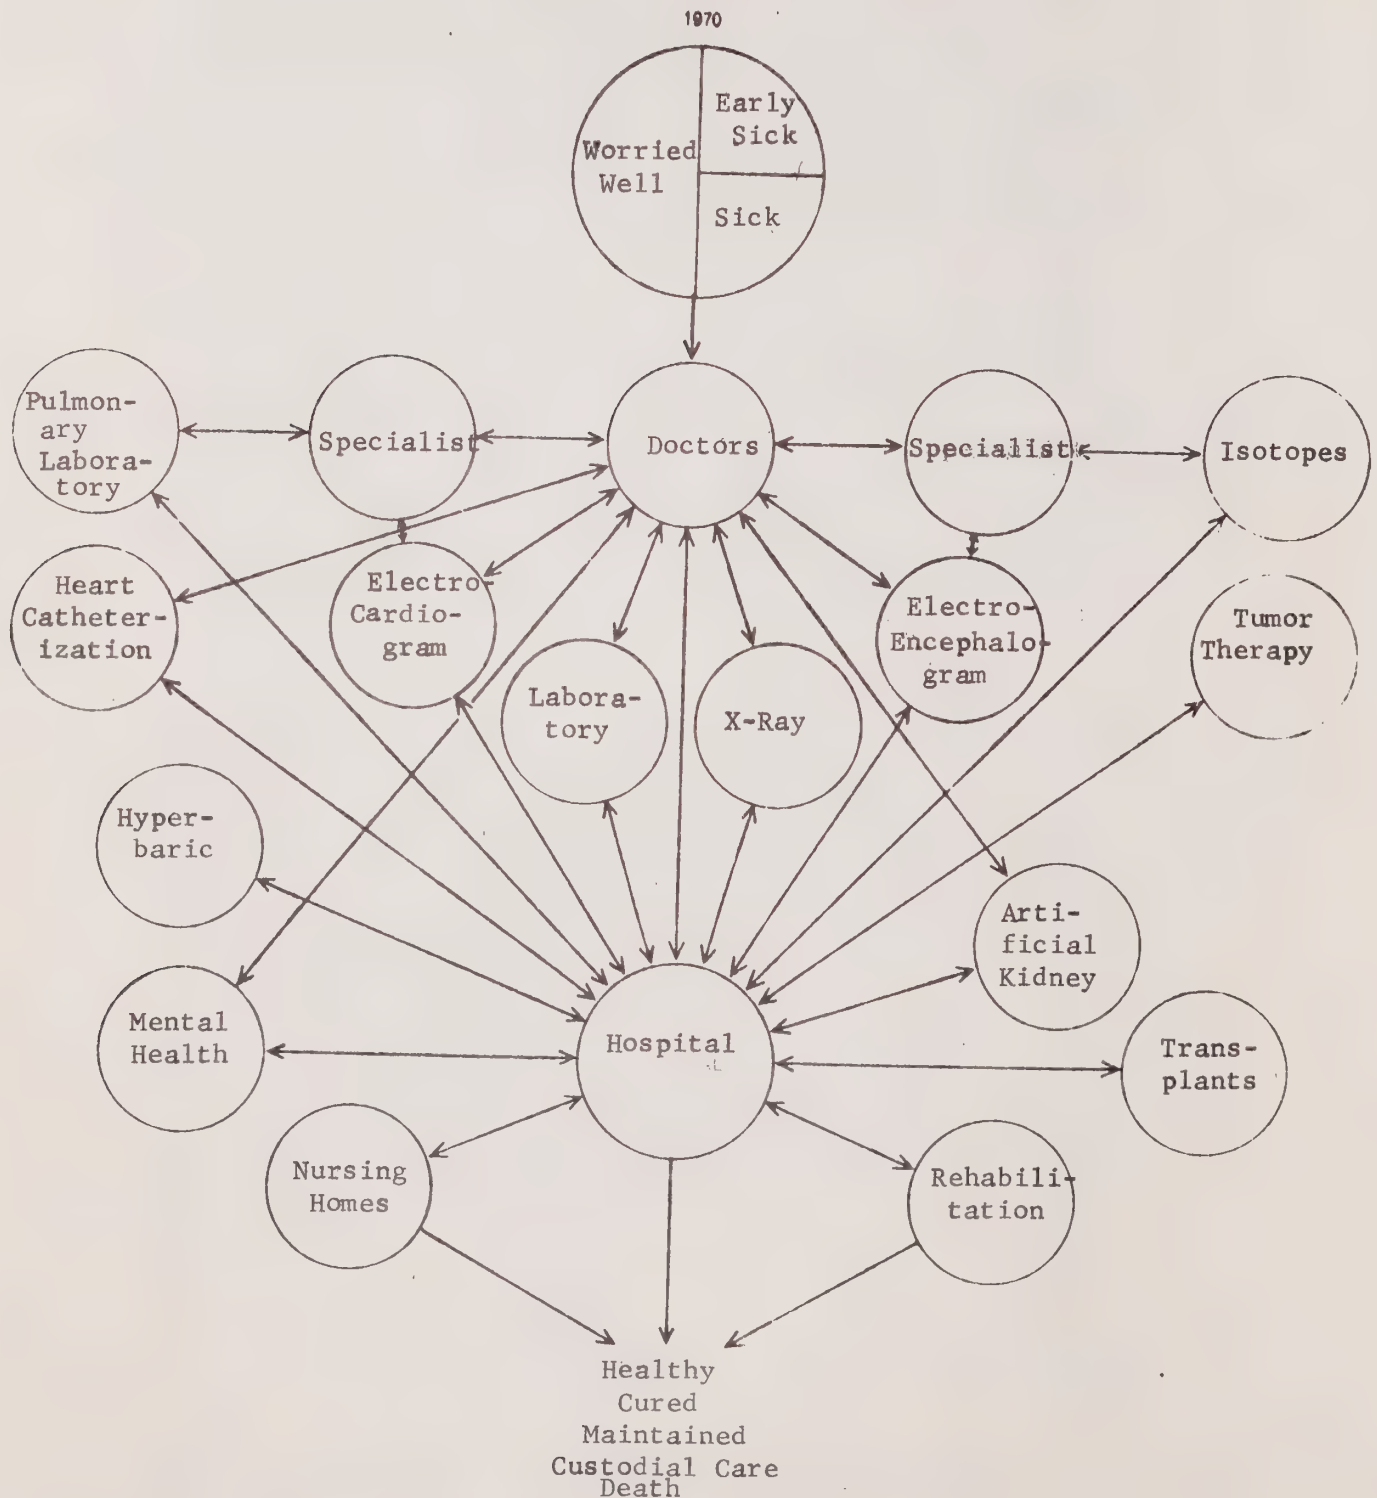 1970
Early
Sick
Worried
Well
Sick
Pulmon-
ary
Labora-
tory
Specialist
Doctors
Specialist
Isotopes
Heart
Catheter-
ization
Electro-
Cardio-
gram
Electro-
Encephalo-
gram
Tumor
Therapy
Labora-
tory
X-Ray
Hyper-
baric
Arti-
ficial
Kidney
Mental
Health
Hospital
Trans-
plants
Nursing
Homes
Rehabili-
tation
Healthy
Cured
Maintained
Custodial Care
Death